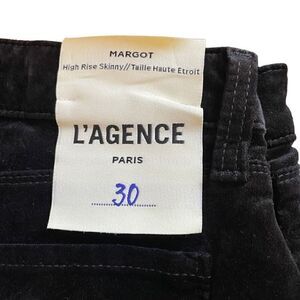 MARGOT
High Rise Skinny//Taille Haute Etroit
L'AGENCE
PARIS
30